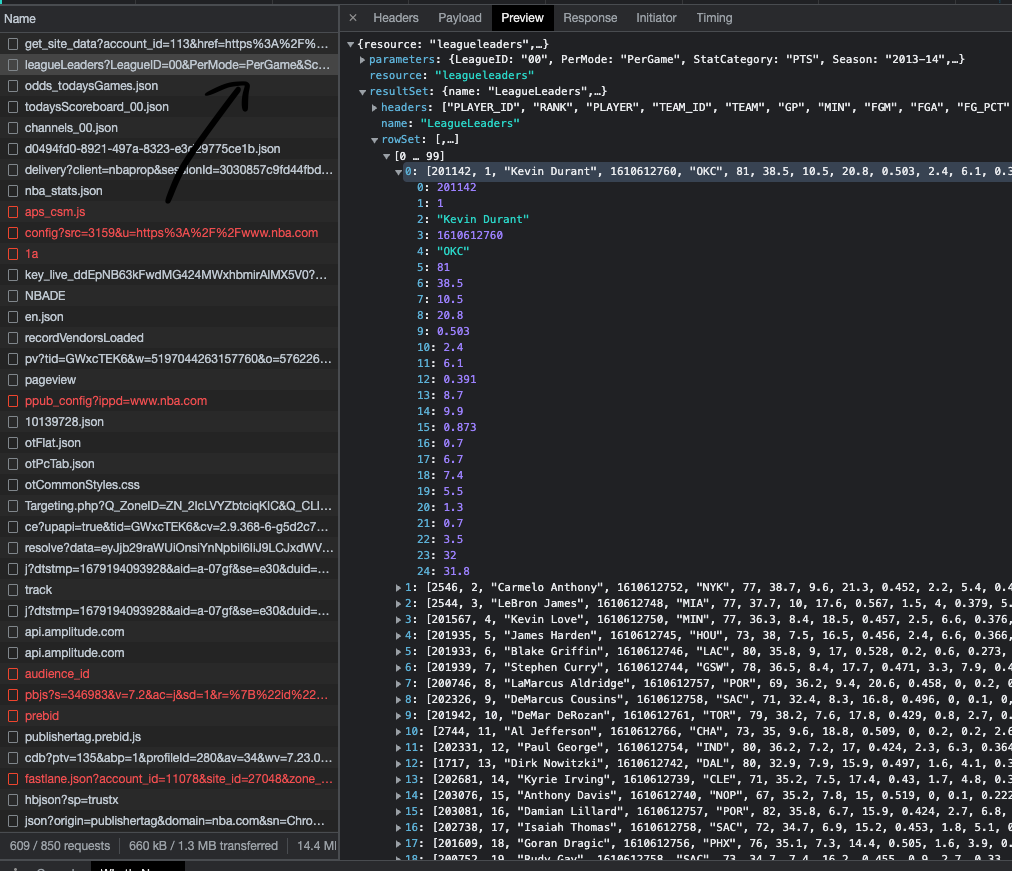 Name
get_site_data?account_id=113&href=https%3A%2F%...
leagueLeaders?LeagueID=00&PerMode=PerGame&Sc...
odds_todaysGames.json
todaysScoreboard_00.json
channels_00.json
d0494fd0-8921-497a-8323-e3c29775ce1b.json
delivery?client=nbaprop&sessionId=3030857c9fd44fbd...
nba_stats.json
aps_csm.js
config?src=3159&u=https%3A%2F%2Fwww.nba.com
1a
key_live_ddEpNB63kFwdMG424MWxhbmirAlMX5V0?...
NBADE
en.json
recordVendorsLoaded
pv?tid=GWxcTEK6&w=5197044263157760&o=576226...
pageview
ppub_config?ippd=www.nba.com
10139728.json
otFlat.json
otPcTab.json
otCommonStyles.css
Targeting.php?Q_ZoneID=ZN_2lcLVYZbtciqKlC&Q_CLI...
ce?upapi=true&tid=GWxcTEK6&cv=2.9.368-6-g5d2c7...
resolve?data=eyJjb29raWUiOnsiYnNpbil6IiJ9LCJxdWV...
j?dtstmp=1679194093928&aid=a-07gf&se=e30&duid=...
track
j?dtstmp=1679194093928&aid=a-07gf&se=e30&duid=...
api.amplitude.com
api.amplitude.com
audience_id
pbjs?s=346983&v=7.2&ac=j&sd=1&r=%7B%22id%22...
prebid
publishertag.prebid.js
cdb?ptv=135&abp=1&profileId=280&av=34&wv=7.23.0...
fastlane.json?account_id=11078&site_id=27048&zone_...
hbjson?sp=trustx
json?origin=publishertag&domain=nba.com&sn=Chro...
609 / 850 requests 660 kB / 1.3 MB transferred 14.4 MI
× Headers Payload Preview Response Initiator Timing
{resource: "leagueleaders",…}
parameters: {LeagueID: "00", PerMode: "PerGame", StatCategory: "PTS", Season: "2013-14",…}
resource: "leagueleaders"
resultSet: {name: "LeagueLeaders",…}
headers: ["PLAYER_ID", "RANK", "PLAYER", "TEAM_ID", "TEAM", "GP", "MIN", "FGM", "FGA", "FG_PCT"
name: "LeagueLeaders"
rowSet: [,…]
[0 … 99]
0: [201142, 1, "Kevin Durant", 1610612760, "OKC", 81, 38.5, 10.5, 20.8, 0.503, 2.4, 6.1, 0.3
0: 201142
1: 1
2: "Kevin Durant"
3: 1610612760
4: "OKC"
5: 81
6: 38.5
7: 10.5
8: 20.8
9: 0.503
10: 2.4
11: 6.1
12: 0.391
13: 8.7
14: 9.9
15: 0.873
16: 0.7
17: 6.7
18: 7.4
19: 5.5
20: 1.3
21: 0.7
22: 3.5
23: 32
24: 31.8
1: [2546, 2, "Carmelo Anthony", 1610612752, "NYK", 77, 38.7, 9.6, 21.3, 0.452, 2.2, 5.4, 0.4
2: [2544, 3, "LeBron James", 1610612748, "MIA", 77, 37.7, 10, 17.6, 0.567, 1.5, 4, 0.379, 5.
3: [201567, 4, "Kevin Love", 1610612750, "MIN", 77, 36.3, 8.4, 18.5, 0.457, 2.5, 6.6, 0.376,
4: [201935, 5, "James Harden", 1610612745, "HOU", 73, 38, 7.5, 16.5, 0.456, 2.4, 6.6, 0.366,
5: [201933, 6, "Blake Griffin", 1610612746, "LAC", 80, 35.8, 9, 17, 0.528, 0.2, 0.6, 0.273,
6: [201939, 7, "Stephen Curry", 1610612744, "GSW", 78, 36.5, 8.4, 17.7, 0.471, 3.3, 7.9, 0.4
7: [200746, 8, "LaMarcus Aldridge", 1610612757, "POR", 69, 36.2, 9.4, 20.6, 0.458, 0, 0.2, 0
8: [202326, 9, "DeMarcus Cousins", 1610612758, "SAC", 71, 32.4, 8.3, 16.8, 0.496, 0, 0.1, 0,
9: [201942, 10, "DeMar DeRozan", 1610612761, "TOR", 79, 38.2, 7.6, 17.8, 0.429, 0.8, 2.7, 0.
10: [2744, 11, "Al Jefferson", 1610612766, "CHA", 73, 35, 9.6, 18.8, 0.509, 0, 0.2, 0.2, 2.6
11: [202331, 12, "Paul George", 1610612754, "IND", 80, 36.2, 7.2, 17, 0.424, 2.3, 6.3, 0.364
12: [1717, 13, "Dirk Nowitzki", 1610612742, "DAL", 80, 32.9, 7.9, 15.9, 0.497, 1.6, 4.1, 0.3
13: [202681, 14, "Kyrie Irving", 1610612739, "CLE", 71, 35.2, 7.5, 17.4, 0.43, 1.7, 4.8, 0.3
14: [203076, 15, "Anthony Davis", 1610612740, "NOP", 67, 35.2, 7.8, 15, 0.519, 0, 0.1, 0.222
15: [203081, 16, "Damian Lillard", 1610612757, "POR", 82, 35.8, 6.7, 15.9, 0.424, 2.7, 6.8,
16: [202738, 17, "Isaiah Thomas", 1610612758, "SAC", 72, 34.7, 6.9, 15.2, 0.453, 1.8, 5.1, 0
17: [201609, 18, "Goran Dragic", 1610612756, "PHX", 76, 35.1, 7.3, 14.4, 0.505, 1.6, 3.9, 0.
18: [200752, 19, "Rudy Gay", 1610612758, "SAC", 73, 34.7, 7.4, 16.2, 0.455, 0.9, 2.7, 0.33,